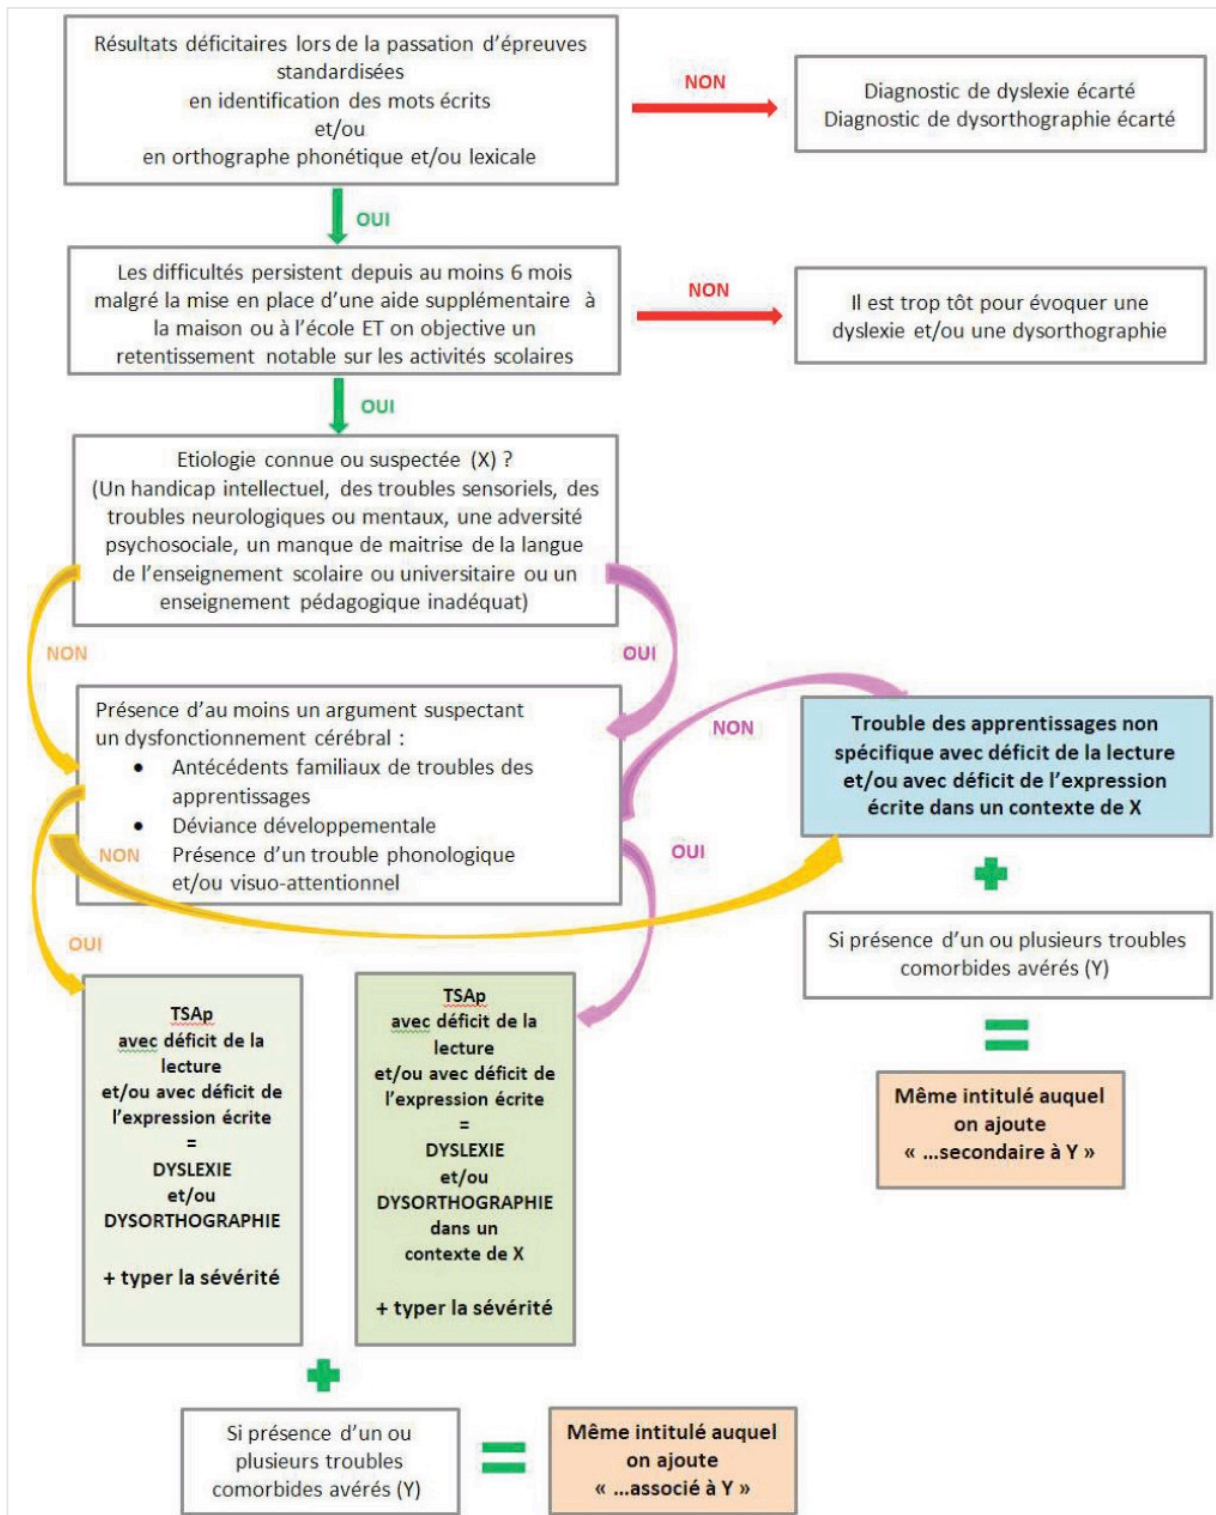 Résultats déficitaires lors de la passation d'épreuves
standardisées
en identification des mots écrits
et/ou
en orthographe phonétique et/ou lexicale
NON
Diagnostic de dyslexie écarté
Diagnostic de dysorthographie écarté
OUI
Les difficultés persistent depuis au moins 6 mois
malgré la mise en place d'une aide supplémentaire à
la maison ou à l'école ET on objective un
retentissement notable sur les activités scolaires
NON
Il est trop tôt pour évoquer une
dyslexie et/ou une dysorthographie
OUI
Etiologie connue ou suspectée (X) ?
(Un handicap intellectuel, des troubles sensoriels, des
troubles neurologiques ou mentaux, une adversité
psychosociale, un manque de maitrise de la langue
de l'enseignement scolaire ou universitaire ou un
enseignement pédagogique inadéquat)
NON
OUI
Présence d'au moins un argument suspectant
un dysfonctionnement cérébral :
• Antécédents familiaux de troubles des
apprentissages
• Déviance développementale
NON
Présence d'un trouble phonologique
et/ou visuo-attentionnel
NON
OUI
Trouble des apprentissages non
spécifique avec déficit de la lecture
et/ou avec déficit de l'expression
écrite dans un contexte de X
Si présence d'un ou plusieurs troubles
comorbides avérés (Y)
Même intitulé auquel
on ajoute
« ...secondaire à Y »
OUI
TSAp
avec déficit de la
lecture
et/ou avec déficit de
l'expression écrite
=
DYSLEXIE
et/ou
DYSORTHOGRAPHIE
+ typer la sévérité
TSAp
avec déficit de la
lecture
et/ou avec déficit de
l'expression écrite
=
DYSLEXIE
et/ou
DYSORTHOGRAPHIE
dans un
contexte de X
+ typer la sévérité
Si présence d'un ou
plusieurs troubles
comorbides avérés (Y)
Même intitulé auquel
on ajoute
« ...associé à Y »